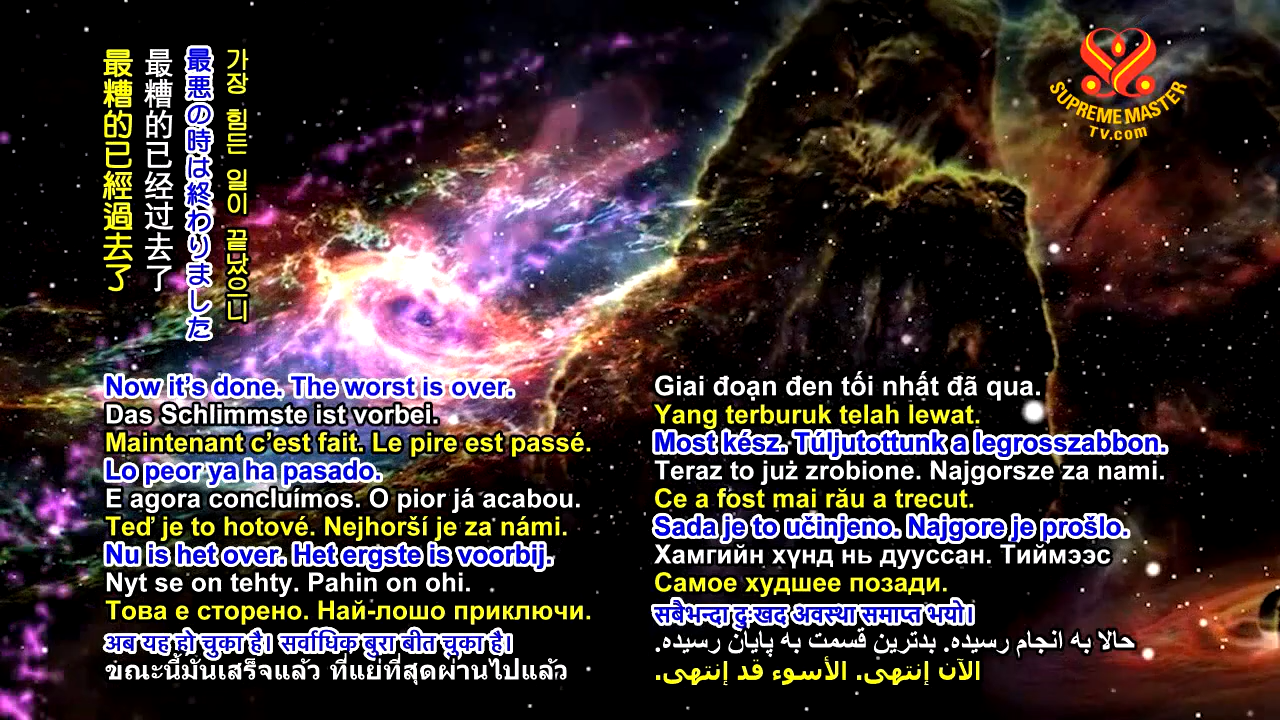 最糟的已經過去了
最糟的已经过去了
最悪の時は終わりました
가장 힘든 일이 끝났으니
SUPREME MASTER
TV.com
Now it’s done. The worst is over.
Das Schlimmste ist vorbei.
Maintenant c’est fait. Le pire est passé.
Lo peor ya ha pasado.
E agora concluímos. O pior já acabou.
Teď je to hotové. Nejhorší je za námi.
Nu is het over. Het ergste is voorbij.
Nyt se on tehty. Pahin on ohi.
Това е сторено. Най-лошо приключи.
अब यह हो चुका है। सर्वाधिक बुरा बीत चुका है।
ขณะนี้มันเสร็จแล้ว ที่แย่ที่สุดผ่านไปแล้ว
Giai đoạn đen tối nhất đã qua.
Yang terburuk telah lewat.
Most kész. Túljutottunk a legrosszabbon.
Teraz to już zrobione. Najgorsze za nami.
Ce a fost mai rău a trecut.
Sada je to učinjeno. Najgore je prošlo.
Хамгийн хүнд нь дууссан. Тиймээс
Самое худшее позади.
सबैभन्दा दुःखद अवस्था समाप्त भयो।
حالا به انجام رسیده. بدترین قسمت به پایان رسیده.
الآن إنتهى. الأسوء قد إنتهى.